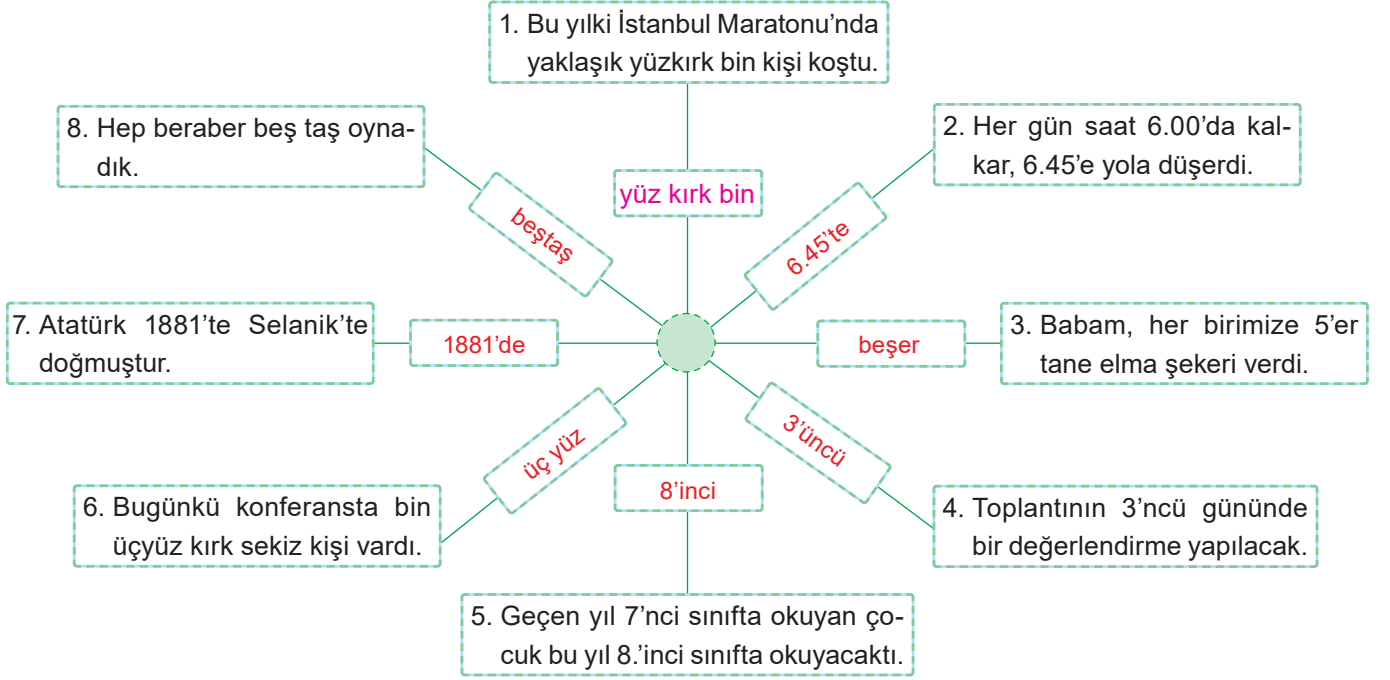 1. Bu yılki İstanbul Maratonu’nda
yaklaşık yüzkırk bin kişi koştu.
yüz kırk bin
2. Her gün saat 6.00’da kal-
kar, 6.45’e yola düşerdi.
6.45’te
3. Babam, her birimize 5’er
tane elma şekeri verdi.
beşer
4. Toplantının 3’ncü gününde
bir değerlendirme yapılacak.
3’üncü
5. Geçen yıl 7’nci sınıfta okuyan ço-
cuk bu yıl 8.’inci sınıfta okuyacaktı.
8’inci
6. Bugünkü konferansta bin
üçyüz kırk sekiz kişi vardı.
üç yüz
7. Atatürk 1881’te Selanik’te
doğmuştur.
1881’de
8. Hep beraber beş taş oyna-
dık.
beştaş